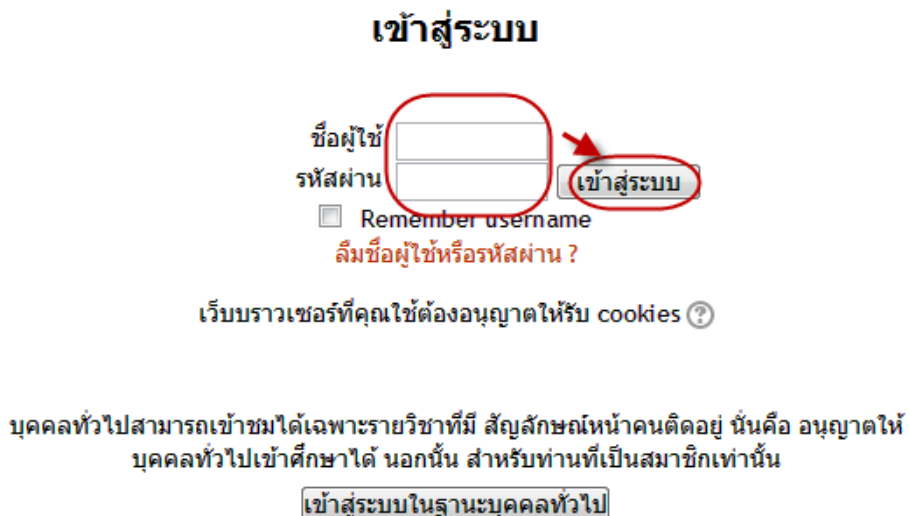 เข้าสู่ระบบ
ชื่อผู้ใช้
รหัสผ่าน เข้าสู่ระบบ
Remember username
ลืมชื่อผู้ใช้หรือรหัสผ่าน ?
เว็บบราวเซอร์ที่คุณใช้ต้องอนุญาตให้รับ cookies ?
บุคคลทั่วไปสามารถเข้าชมได้เฉพาะรายวิชาที่มี สัญลักษณ์หน้าคนติดอยู่ นั่นคือ อนุญาตให้
บุคคลทั่วไปเข้าศึกษาได้ นอกนั้น สำหรับท่านที่เป็นสมาชิกเท่านั้น
เข้าสู่ระบบในฐานะบุคคลทั่วไป